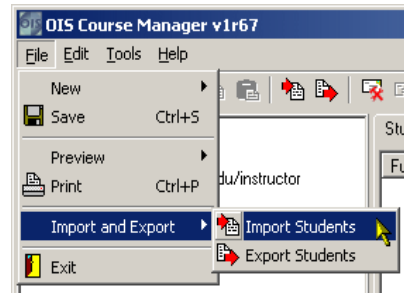 OIS Course Manager v1r67
File Edit Tools Help
New
Save Ctrl+S
Stu
Preview
Fu
Print Ctrl+P
du/instructor
Import and Export
Import Students
Export Students
Exit